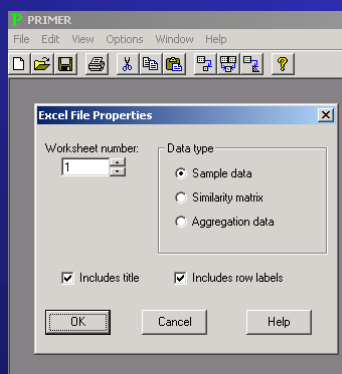 P PRIMER
File Edit View Options Window Help
Excel File Properties
Worksheet number:
1
Data type
Sample data
Similarity matrix
Aggregation data
Includes title
Includes row labels
OK Cancel Help